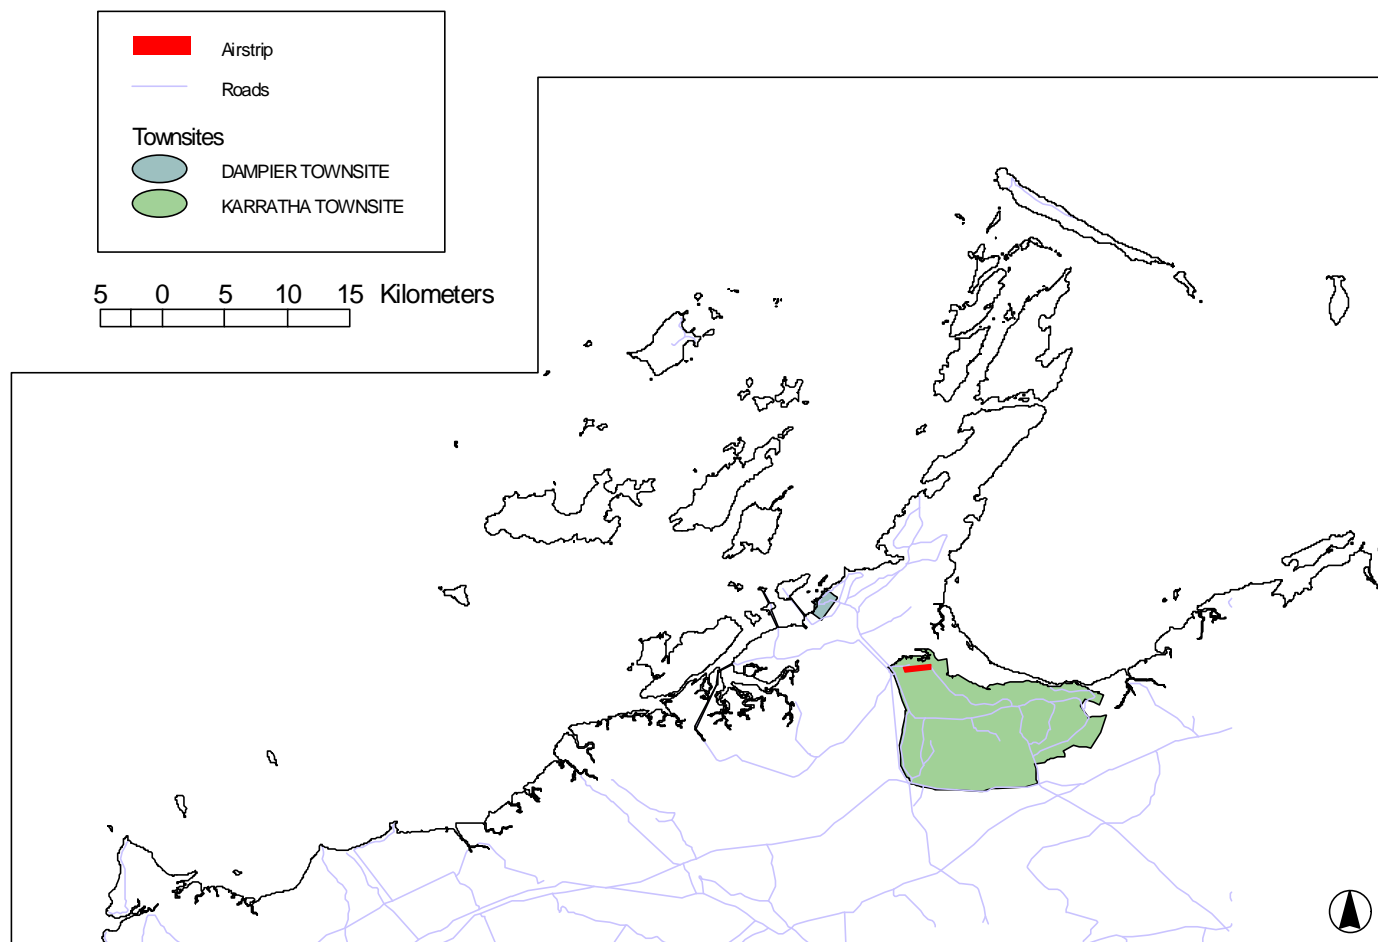 Airstrip
Roads
Townsites
DAMPIER TOWNSITE
KARRATHA TOWNSITE
5 0 5 10 15 Kilometers